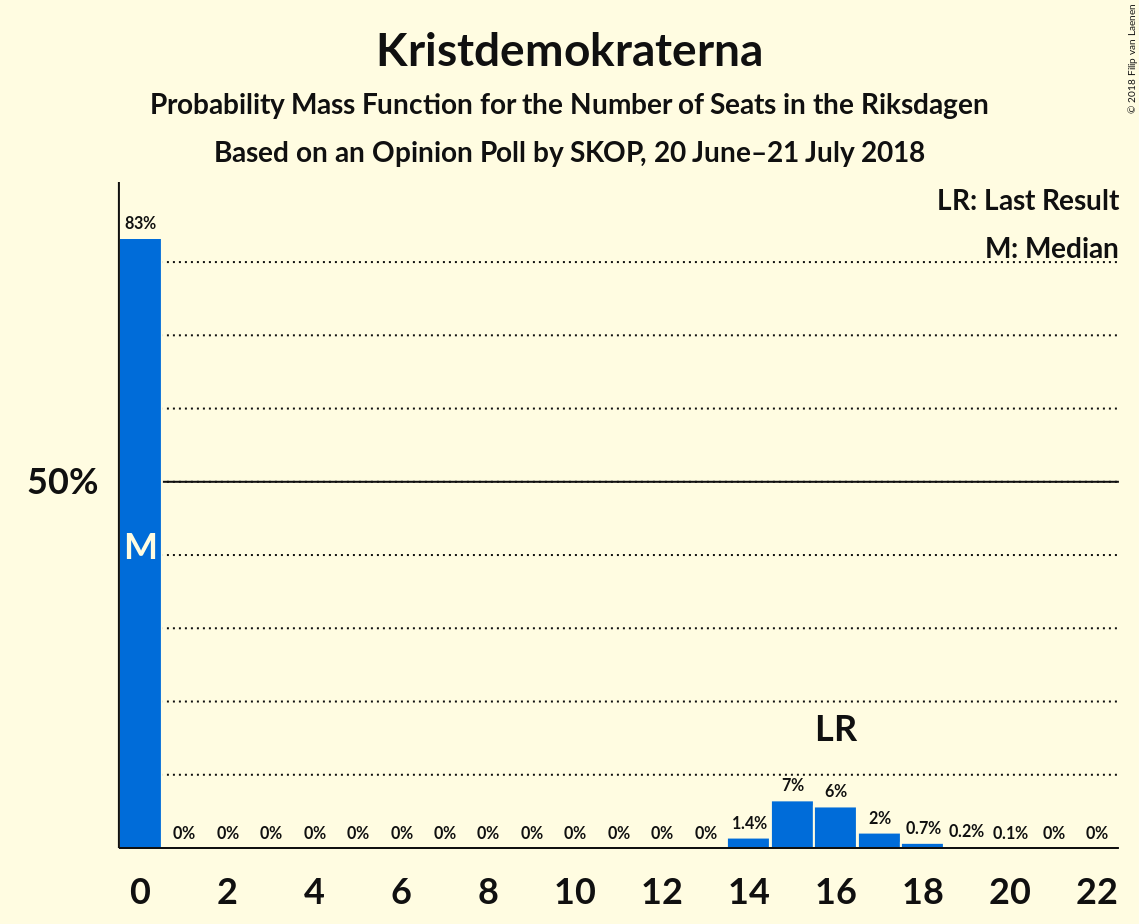 Kristdemokraterna
Probability Mass Function for the Number of Seats in the Riksdagen
Based on an Opinion Poll by SKOP, 20 June–21 July 2018
© 2018 Filip van Laenen
LR: Last Result
M: Median
83%
50%
M
LR
0% 0% 0% 0% 0% 0% 0% 0% 0% 0% 0% 0% 0% 1.4% 7% 6% 2% 0.7% 0.2% 0.1% 0% 0%
0 2 4 6 8 10 12 14 16 18 20 22